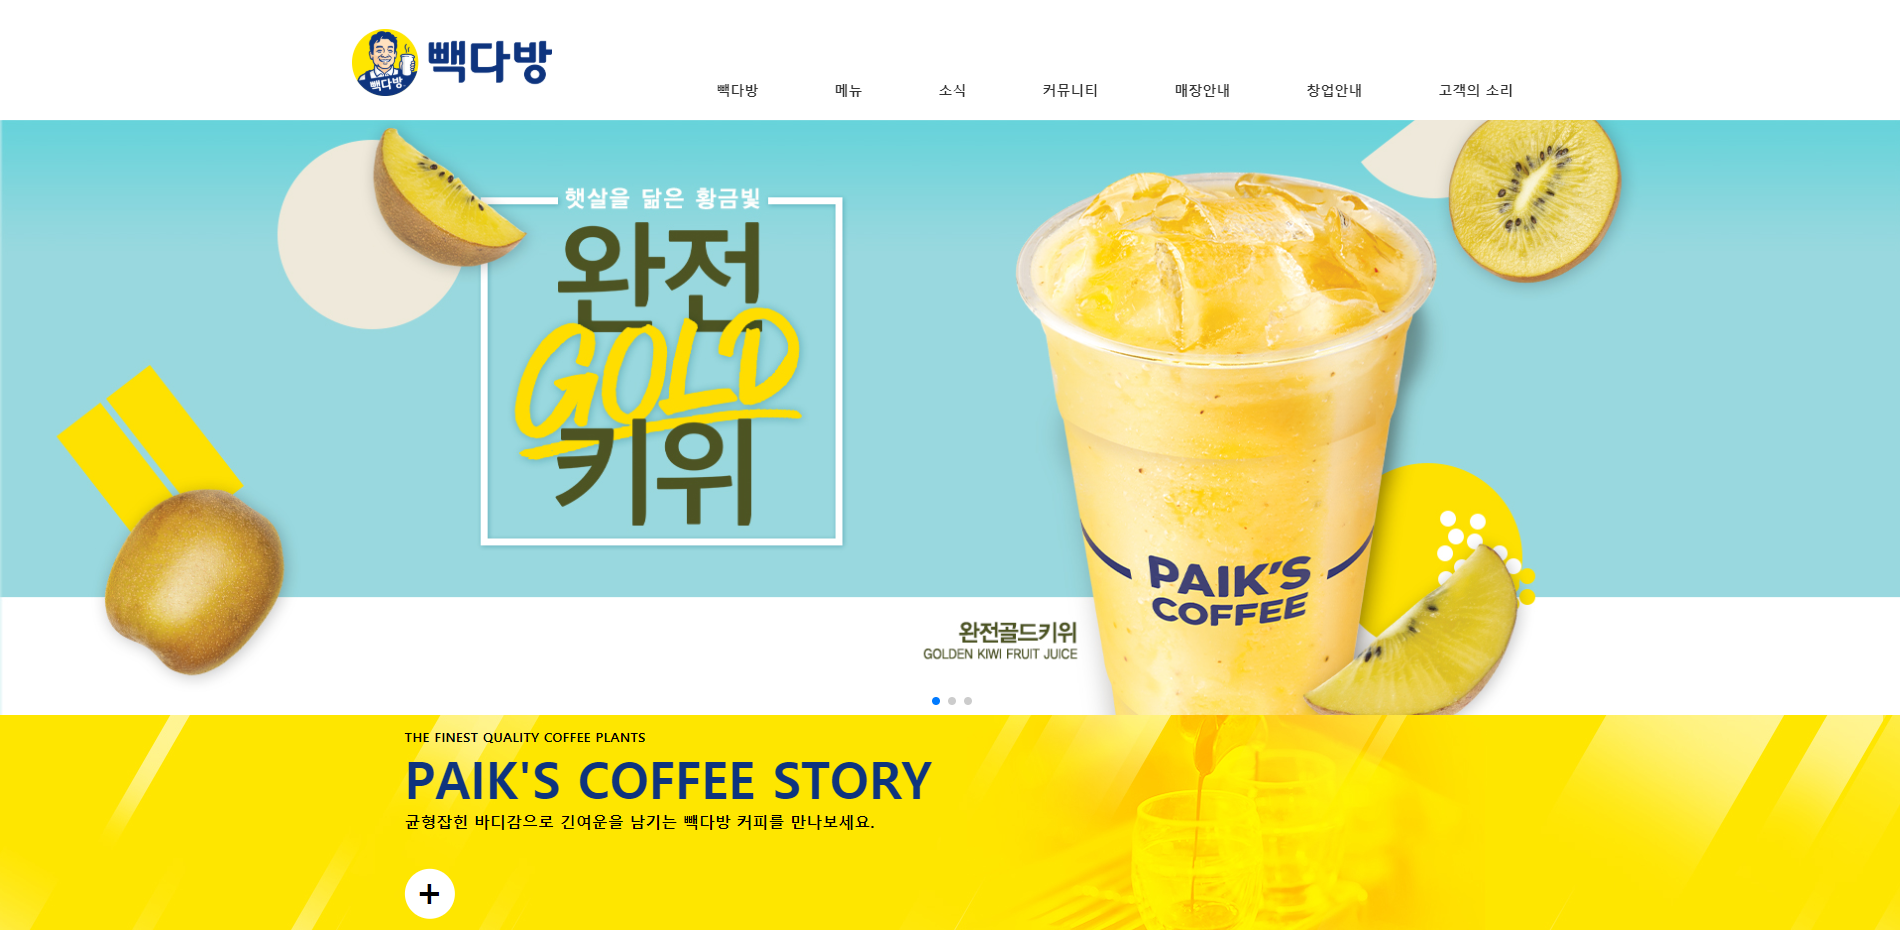 빽다방
빽다방
빽다방 메뉴 소식 커뮤니티 매장안내 창업안내 고객의 소리
햇살을 닮은 황금빛
완전
GOLD
키위
PAIK'S
COFFEE
완전골드키위
GOLDEN KIWI FRUIT JUICE
THE FINEST QUALITY COFFEE PLANTS
PAIK'S COFFEE STORY
균형잡힌 바디감으로 긴여운을 남기는 빽다방 커피를 만나보세요.
+